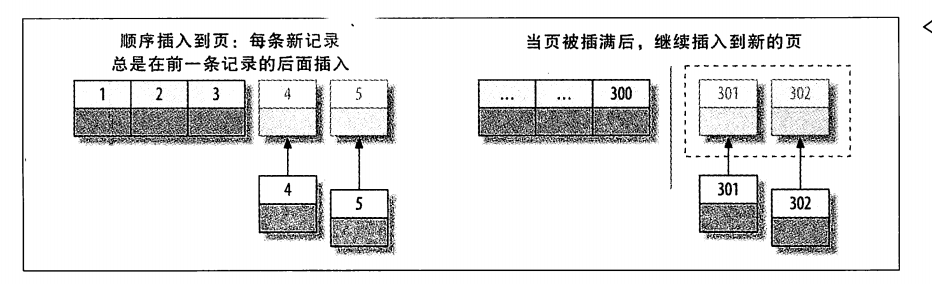 顺序插入到页：每条新记录
总是在前一条记录的后面插入
1 2 3 4 5
4
5
当页被插满后，继续插入到新的页
... ... 300 301 302
301
302
<